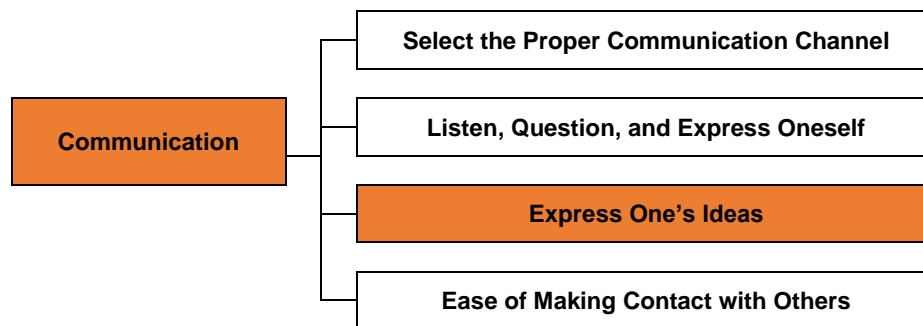 Select the Proper Communication Channel
Communication
Listen, Question, and Express Oneself
Express One’s Ideas
Ease of Making Contact with Others